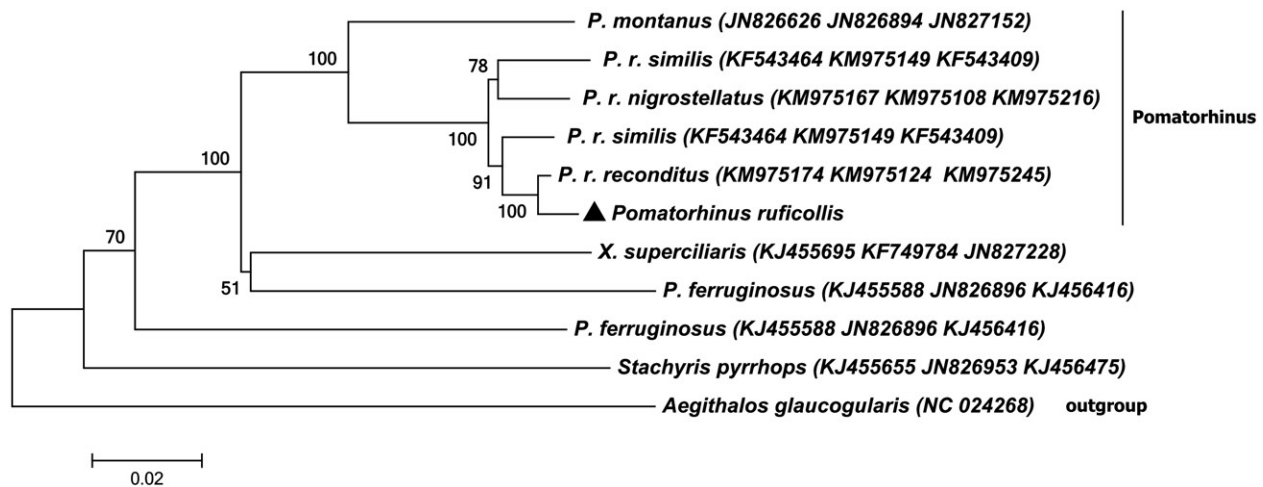 P. montanus (JN826626 JN826894 JN827152)
100
P. r. similis (KF543464 KM975149 KF543409)
78
P. r. nigrostellatus (KM975167 KM975108 KM975216)
Pomatorhinus
100
P. r. similis (KF543464 KM975149 KF543409)
100
P. r. reconditus (KM975174 KM975124 KM975245)
91
100
Pomatorhinus ruficollis
70
X. superciliaris (KJ455695 KF749784 JN827228)
51
P. ferruginosus (KJ455588 JN826896 KJ456416)
P. ferruginosus (KJ455588 JN826896 KJ456416)
Stachyris pyrrhops (KJ455655 JN826953 KJ456475)
Aegithalos glaucogularis (NC 024268) outgroup
0.02